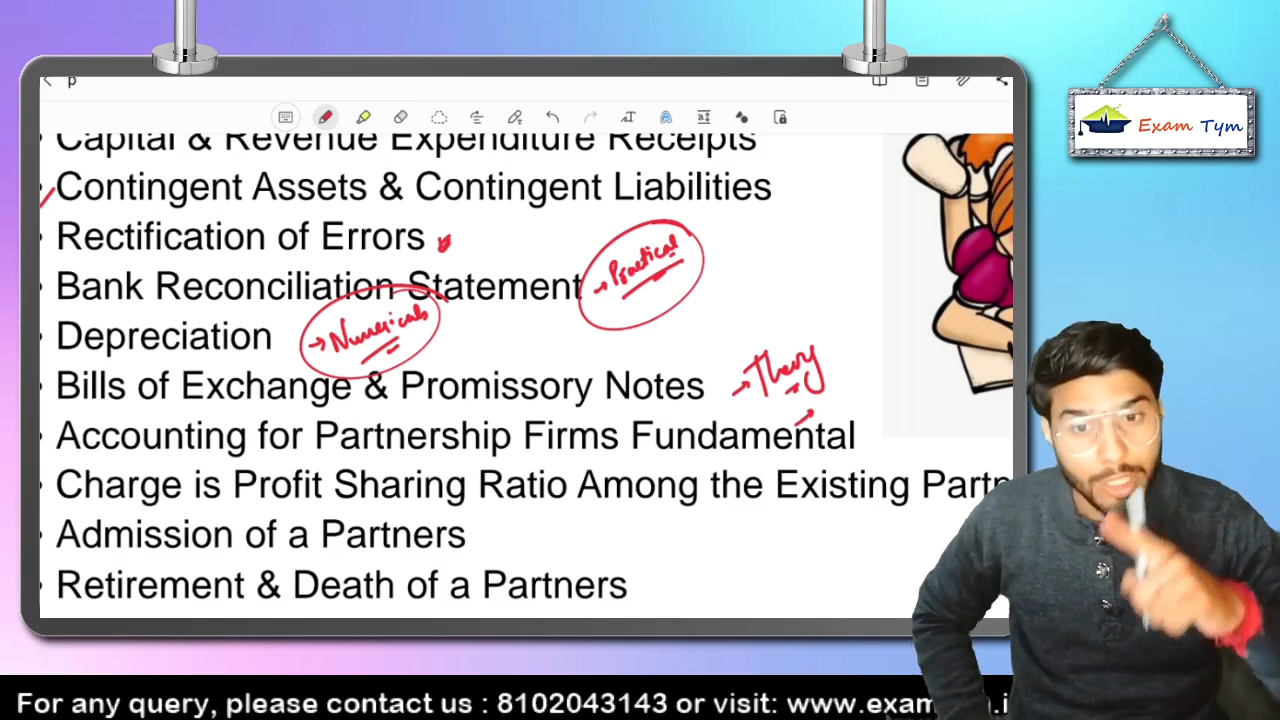 p
Exam Tym
Capital & Revenue Expenditure Receipts
Contingent Assets & Contingent Liabilities
Rectification of Errors
Bank Reconciliation Statement → Practical
Depreciation → Numericals
Bills of Exchange & Promissory Notes → Theory
Accounting for Partnership Firms Fundamental
Charge is Profit Sharing Ratio Among the Existing Partn
Admission of a Partners
Retirement & Death of a Partners
For any query, please contact us : 8102043143 or visit: www.exam